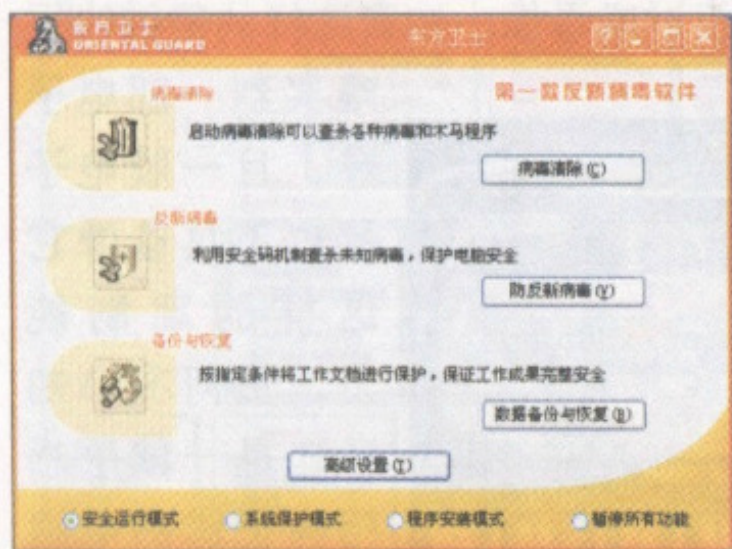 东方卫士
ORIENTAL GUARD
东方卫士
病毒清除
第一款反新病毒软件
启动病毒清除可以查杀各种病毒和木马程序
病毒清除(C)
反新病毒
利用安全码机制查杀未知病毒，保护电脑安全
防反新病毒(V)
备份与恢复
按指定条件将工作文档进行保护，保证工作成果完整安全
数据备份与恢复(B)
高级设置(T)
安全运行模式
系统保护模式
程序安装模式
暂停所有功能